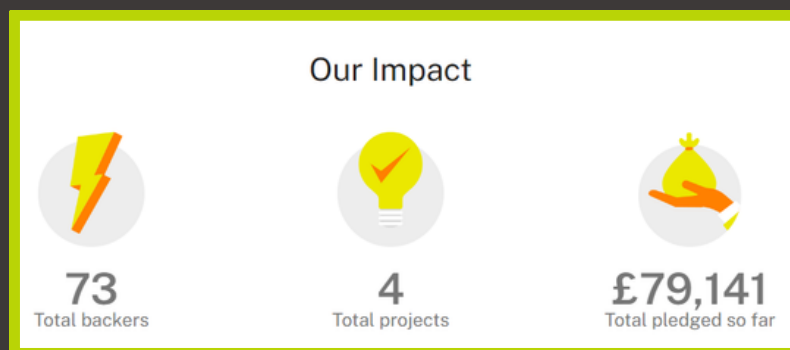 Our Impact
73
Total backers
4
Total projects
£79,141
Total pledged so far